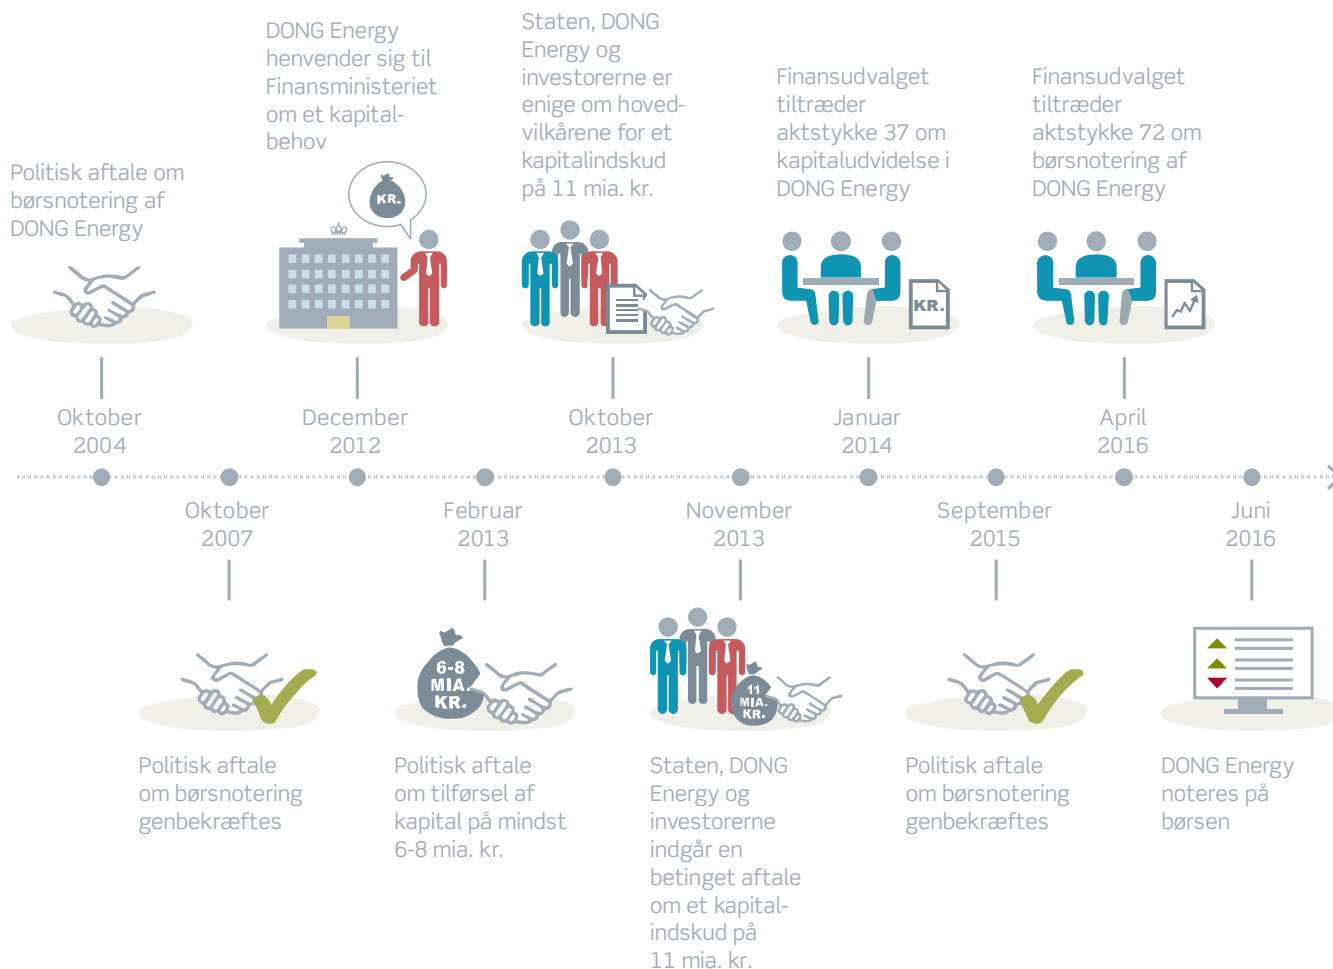 Politisk aftale om
børsnotering af
DONG Energy
Oktober
2004
Oktober
2007
Politisk aftale
om børsnotering
genbekræftes
DONG Energy
henvender sig til
Finansministeriet
om et kapital-
behov
KR.
December
2012
Februar
2013
6-8
MIA.
KR.
Politisk aftale
om tilførsel af
kapital på mindst
6-8 mia. kr.
Staten, DONG
Energy og
investorerne er
enige om hoved-
vilkårene for et
kapitalindskud
på 11 mia. kr.
Oktober
2013
November
2013
11
MIA.
KR.
Staten, DONG
Energy og
investorerne
indgår en
betinget aftale
om et kapital-
indskud på
11 mia. kr.
Finansudvalget
tiltræder
aktstykke 37 om
kapitaludvidelse i
DONG Energy
KR.
Januar
2014
September
2015
Politisk aftale
om børsnotering
genbekræftes
Finansudvalget
tiltræder
aktstykke 72 om
børsnotering af
DONG Energy
April
2016
Juni
2016
DONG Energy
noteres på
børsen